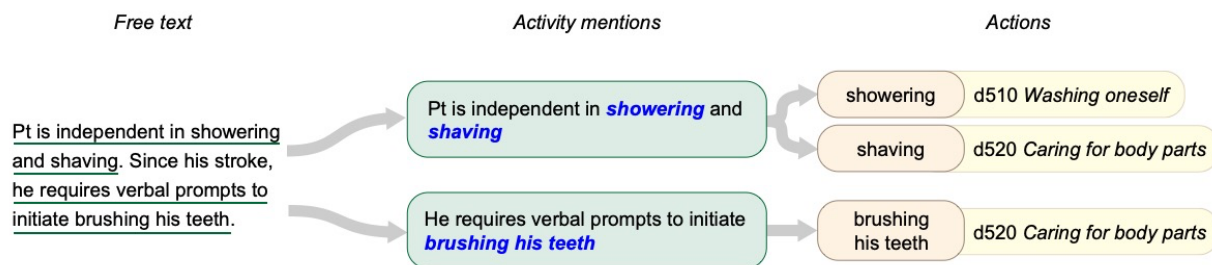 Free text
Activity mentions
Actions
Pt is independent in showering
and shaving. Since his stroke,
he requires verbal prompts to
initiate brushing his teeth.
Pt is independent in showering and
shaving
He requires verbal prompts to initiate
brushing his teeth
showering
d510 Washing oneself
shaving
d520 Caring for body parts
brushing
his teeth
d520 Caring for body parts